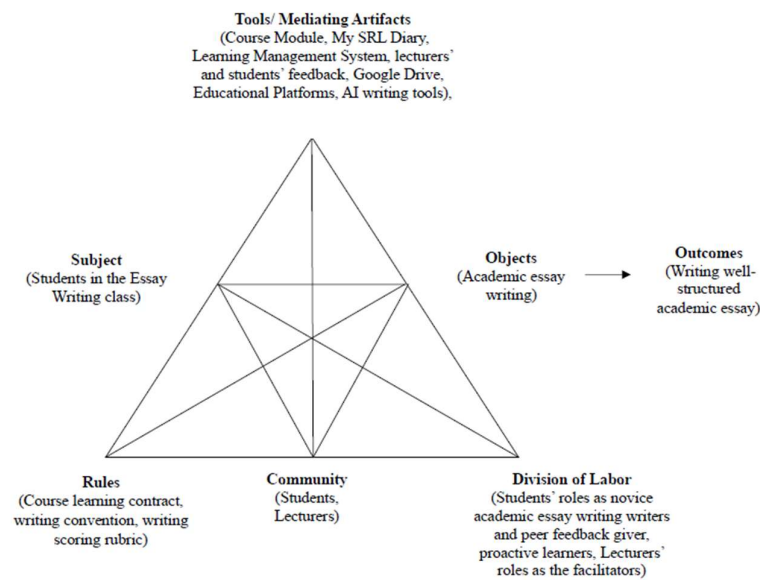 Tools/ Mediating Artifacts
(Course Module, My SRL Diary,
Learning Management System, lecturers’
and students’ feedback, Google Drive,
Educational Platforms, AI writing tools),
Subject
(Students in the Essay
Writing class)
Objects
(Academic essay
writing)
Outcomes
(Writing well-
structured
academic essay)
Rules
(Course learning contract,
writing convention, writing
scoring rubric)
Community
(Students,
Lecturers)
Division of Labor
(Students’ roles as novice
academic essay writing writers
and peer feedback giver,
proactive learners, Lecturers’
roles as the facilitators)